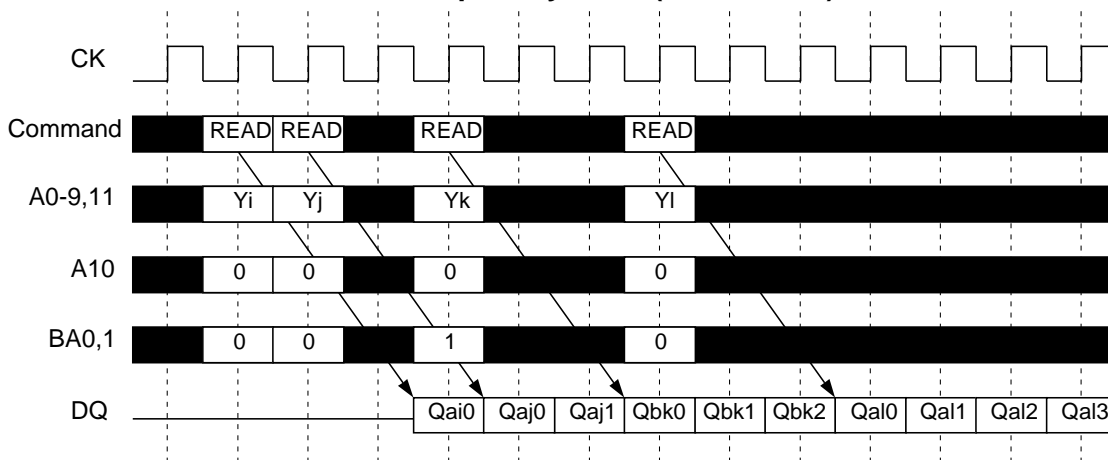 CK
Command READ READ READ READ
A0-9,11 Yi Yj Yk Yl
A10 0 0 0 0
BA0,1 0 0 1 0
DQ Qai0 Qaj0 Qaj1 Qbk0 Qbk1 Qbk2 Qal0 Qal1 Qal2 Qal3